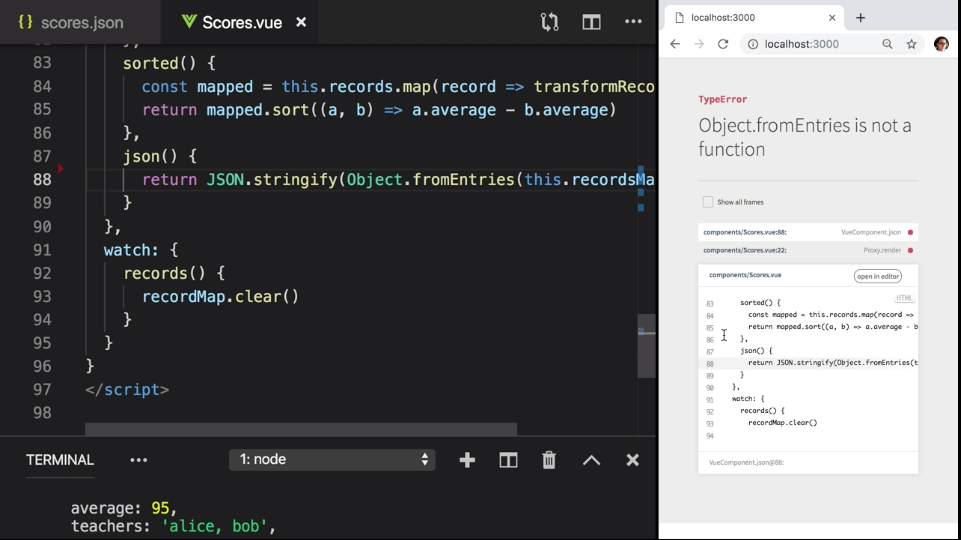 {} scores.json
Scores.vue ×
83 sorted() {
84 const mapped = this.records.map(record => transformReco
85 return mapped.sort((a, b) => a.average - b.average)
86 },
87 json() {
88 return JSON.stringify(Object.fromEntries(this.recordsMa
89 }
90 },
91 watch: {
92 records() {
93 recordMap.clear()
94 }
95 }
96 }
97 </script>
98
TERMINAL ••• 1: node
average: 95,
teachers: 'alice, bob',
localhost:3000
localhost:3000
TypeError
Object.fromEntries is not a
function
Show all frames
components/Scores.vue:88: VueComponent.json
components/Scores.vue:22: Proxy.render
components/Scores.vue open in editor
HTML
83 sorted() {
84 const mapped = this.records.map(record =>
85 return mapped.sort((a, b) => a.average - b
86 },
87 json() {
88 return JSON.stringify(Object.fromEntries(t
89 }
90 },
91 watch: {
92 records() {
93 recordMap.clear()
94
VueComponent.json@88: